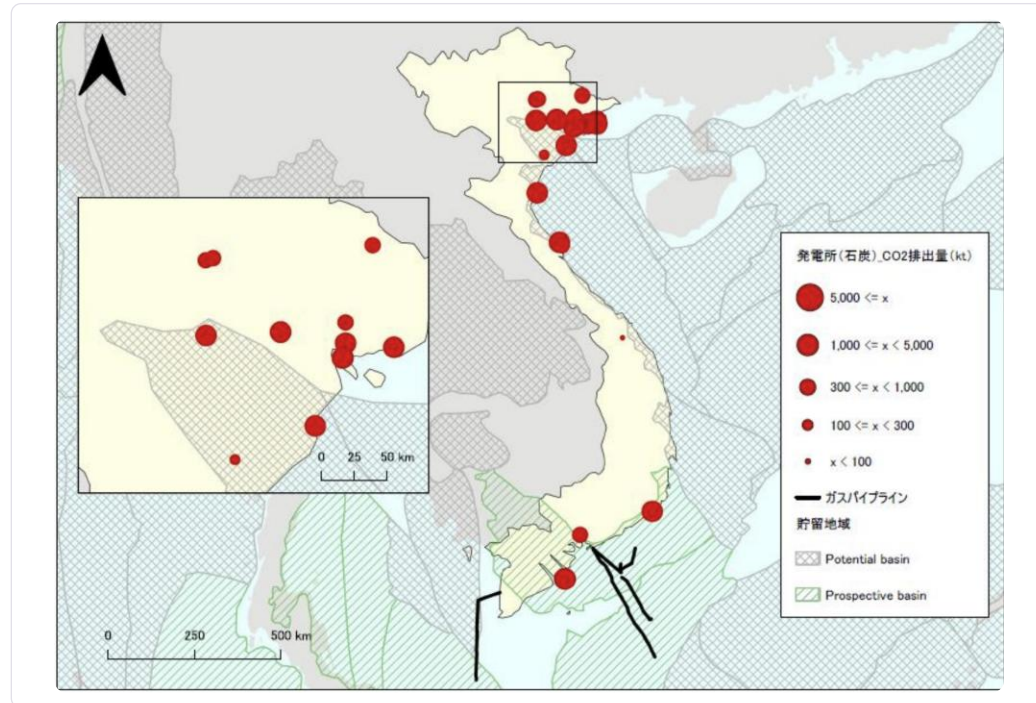 発電所(石炭)_CO2排出量(kt)
5,000 <= x
1,000 <= x < 5,000
300 <= x < 1,000
100 <= x < 300
x < 100
ガスパイプライン
貯留地域
Potential basin
Prospective basin
0 25 50 km
0 250 500 km